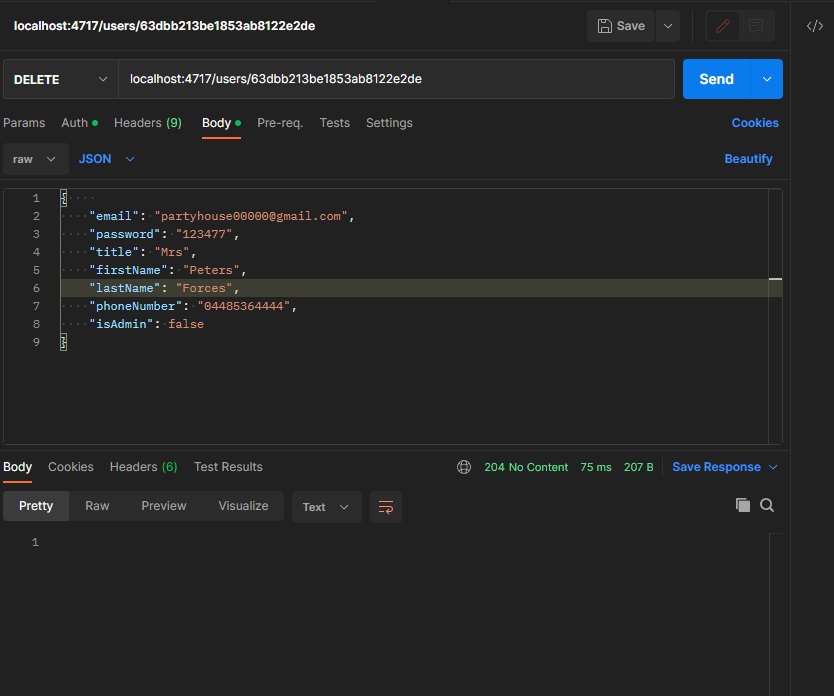 localhost:4717/users/63dbb213be1853ab8122e2de
Save
</>
DELETE
localhost:4717/users/63dbb213be1853ab8122e2de
Send
Params Auth Headers (9) Body Pre-req. Tests Settings Cookies
raw JSON Beautify
1 {
2 "email": "partyhouse00000@gmail.com",
3 "password": "123477",
4 "title": "Mrs",
5 "firstName": "Peters",
6 "lastName": "Forces",
7 "phoneNumber": "04485364444",
8 "isAdmin": false
9 }
Body Cookies Headers (6) Test Results 204 No Content 75 ms 207 B Save Response
Pretty Raw Preview Visualize Text
1